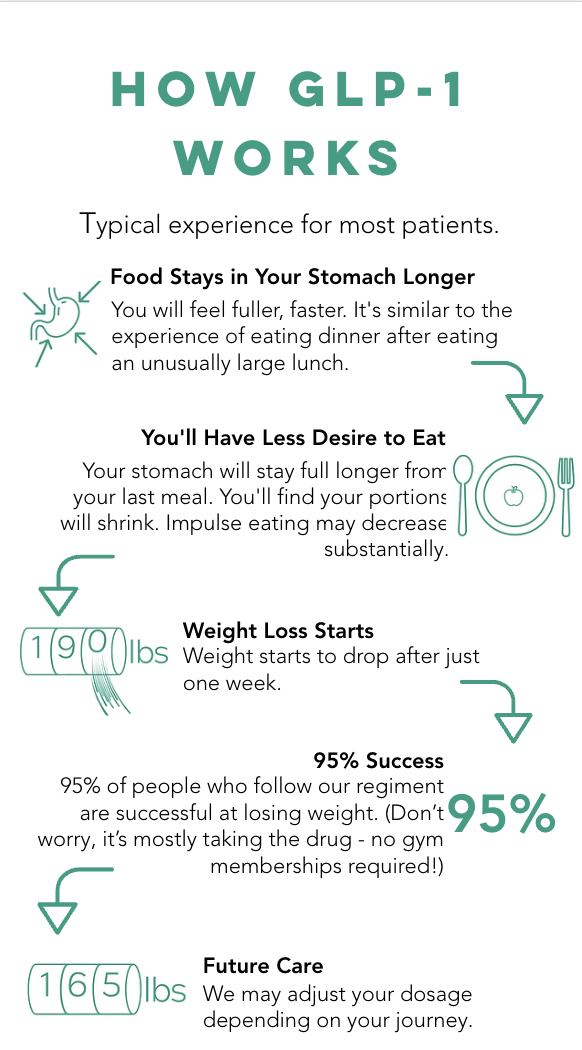 HOW GLP-1
WORKS
Typical experience for most patients.
Food Stays in Your Stomach Longer
You will feel fuller, faster. It's similar to the
experience of eating dinner after eating
an unusually large lunch.
You'll Have Less Desire to Eat
Your stomach will stay full longer from
your last meal. You'll find your portions
will shrink. Impulse eating may decrease
substantially.
190 lbs
Weight Loss Starts
Weight starts to drop after just
one week.
95% Success
95% of people who follow our regiment
are successful at losing weight. (Don’t
worry, it’s mostly taking the drug - no gym
memberships required!)
95%
165 lbs
Future Care
We may adjust your dosage
depending on your journey.